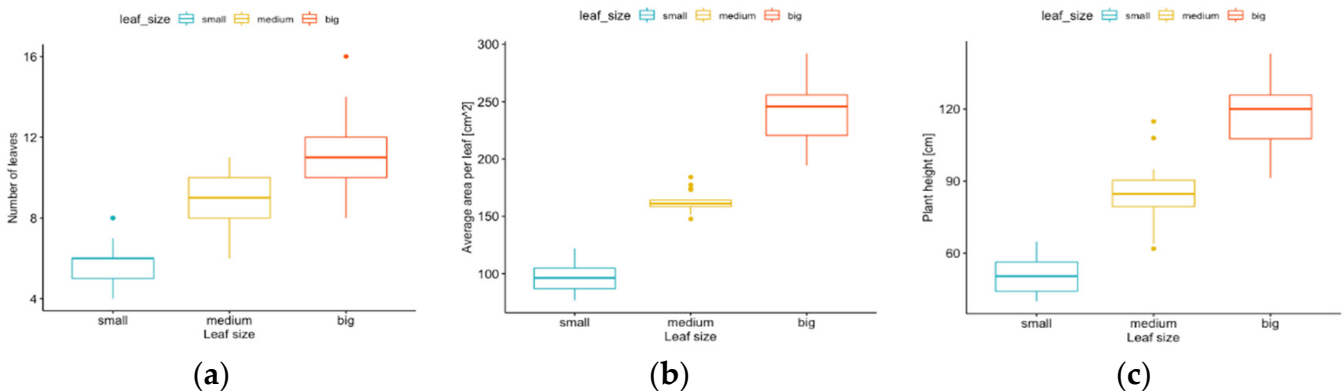 leaf_size small medium big
16
12
8
4
Number of leaves
small medium big
Leaf size
(a)
leaf_size small medium big
300
250
200
150
100
Average area per leaf [cm^2]
small medium big
Leaf size
(b)
leaf_size small medium big
120
90
60
Plant height [cm]
small medium big
Leaf size
(c)